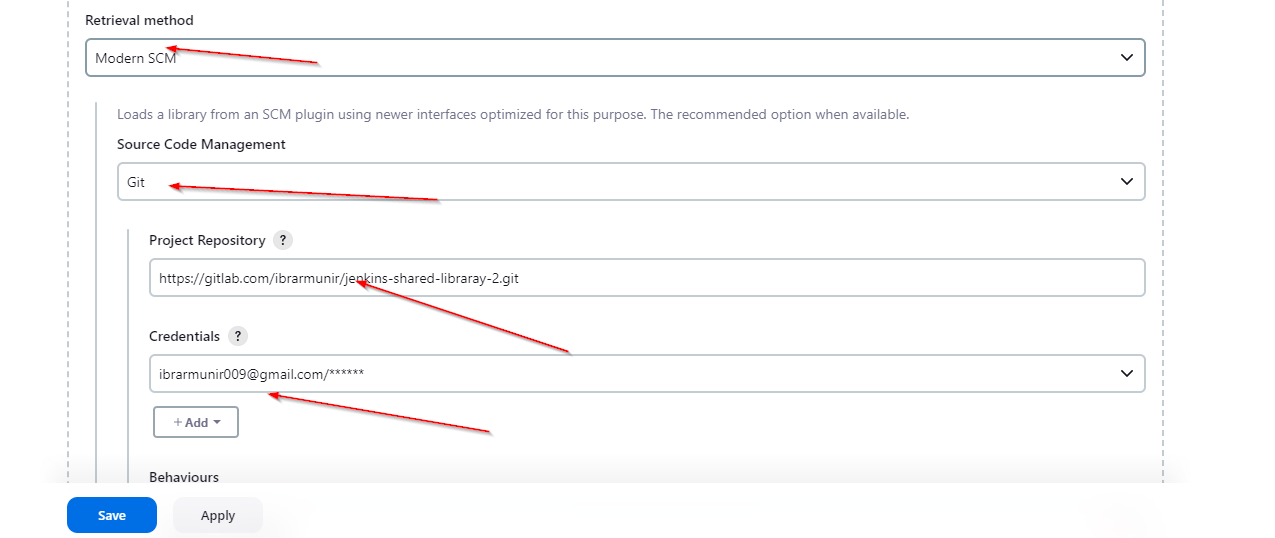 Retrieval method
Modern SCM
Loads a library from an SCM plugin using newer interfaces optimized for this purpose. The recommended option when available.
Source Code Management
Git
Project Repository ?
https://gitlab.com/ibrarmunir/jenkins-shared-libraray-2.git
Credentials ?
ibrarmunir009@gmail.com/******
+ Add
Behaviours
Save Apply